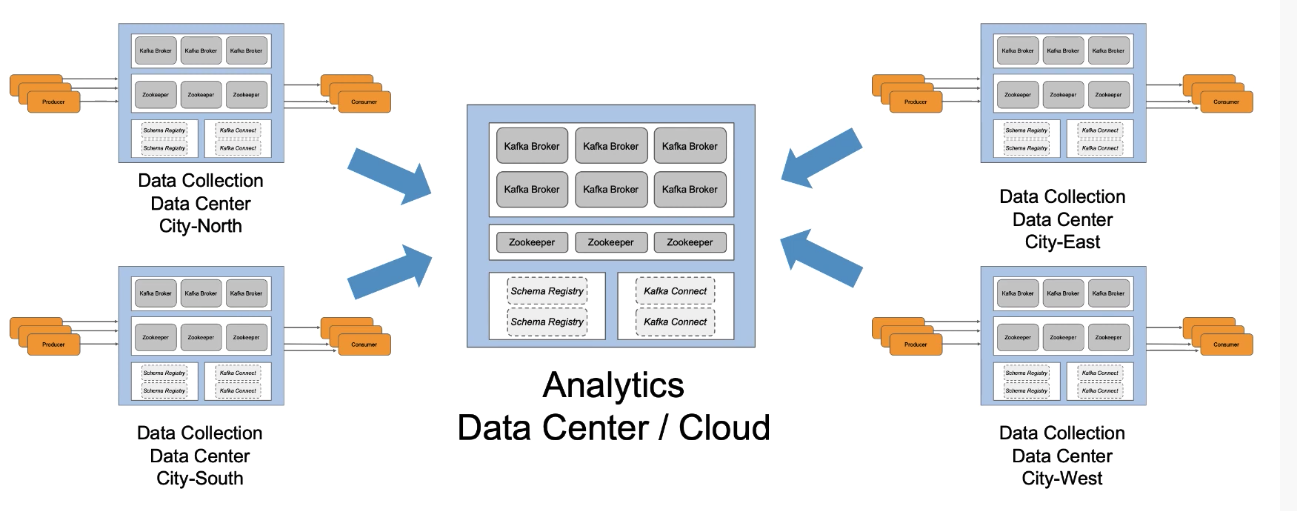 Kafka Broker Kafka Broker Kafka Broker
Zookeeper Zookeeper Zookeeper
Schema Registry Kafka Connect
Schema Registry Kafka Connect
Producer
Consumer
Data Collection
Data Center
City-North
Kafka Broker Kafka Broker Kafka Broker
Zookeeper Zookeeper Zookeeper
Schema Registry Kafka Connect
Schema Registry Kafka Connect
Producer
Consumer
Data Collection
Data Center
City-South
Kafka Broker Kafka Broker Kafka Broker
Kafka Broker Kafka Broker Kafka Broker
Zookeeper Zookeeper Zookeeper
Schema Registry Kafka Connect
Schema Registry Kafka Connect
Analytics
Data Center / Cloud
Kafka Broker Kafka Broker Kafka Broker
Zookeeper Zookeeper Zookeeper
Schema Registry Kafka Connect
Schema Registry Kafka Connect
Producer
Consumer
Data Collection
Data Center
City-East
Kafka Broker Kafka Broker Kafka Broker
Zookeeper Zookeeper Zookeeper
Schema Registry Kafka Connect
Schema Registry Kafka Connect
Producer
Consumer
Data Collection
Data Center
City-West